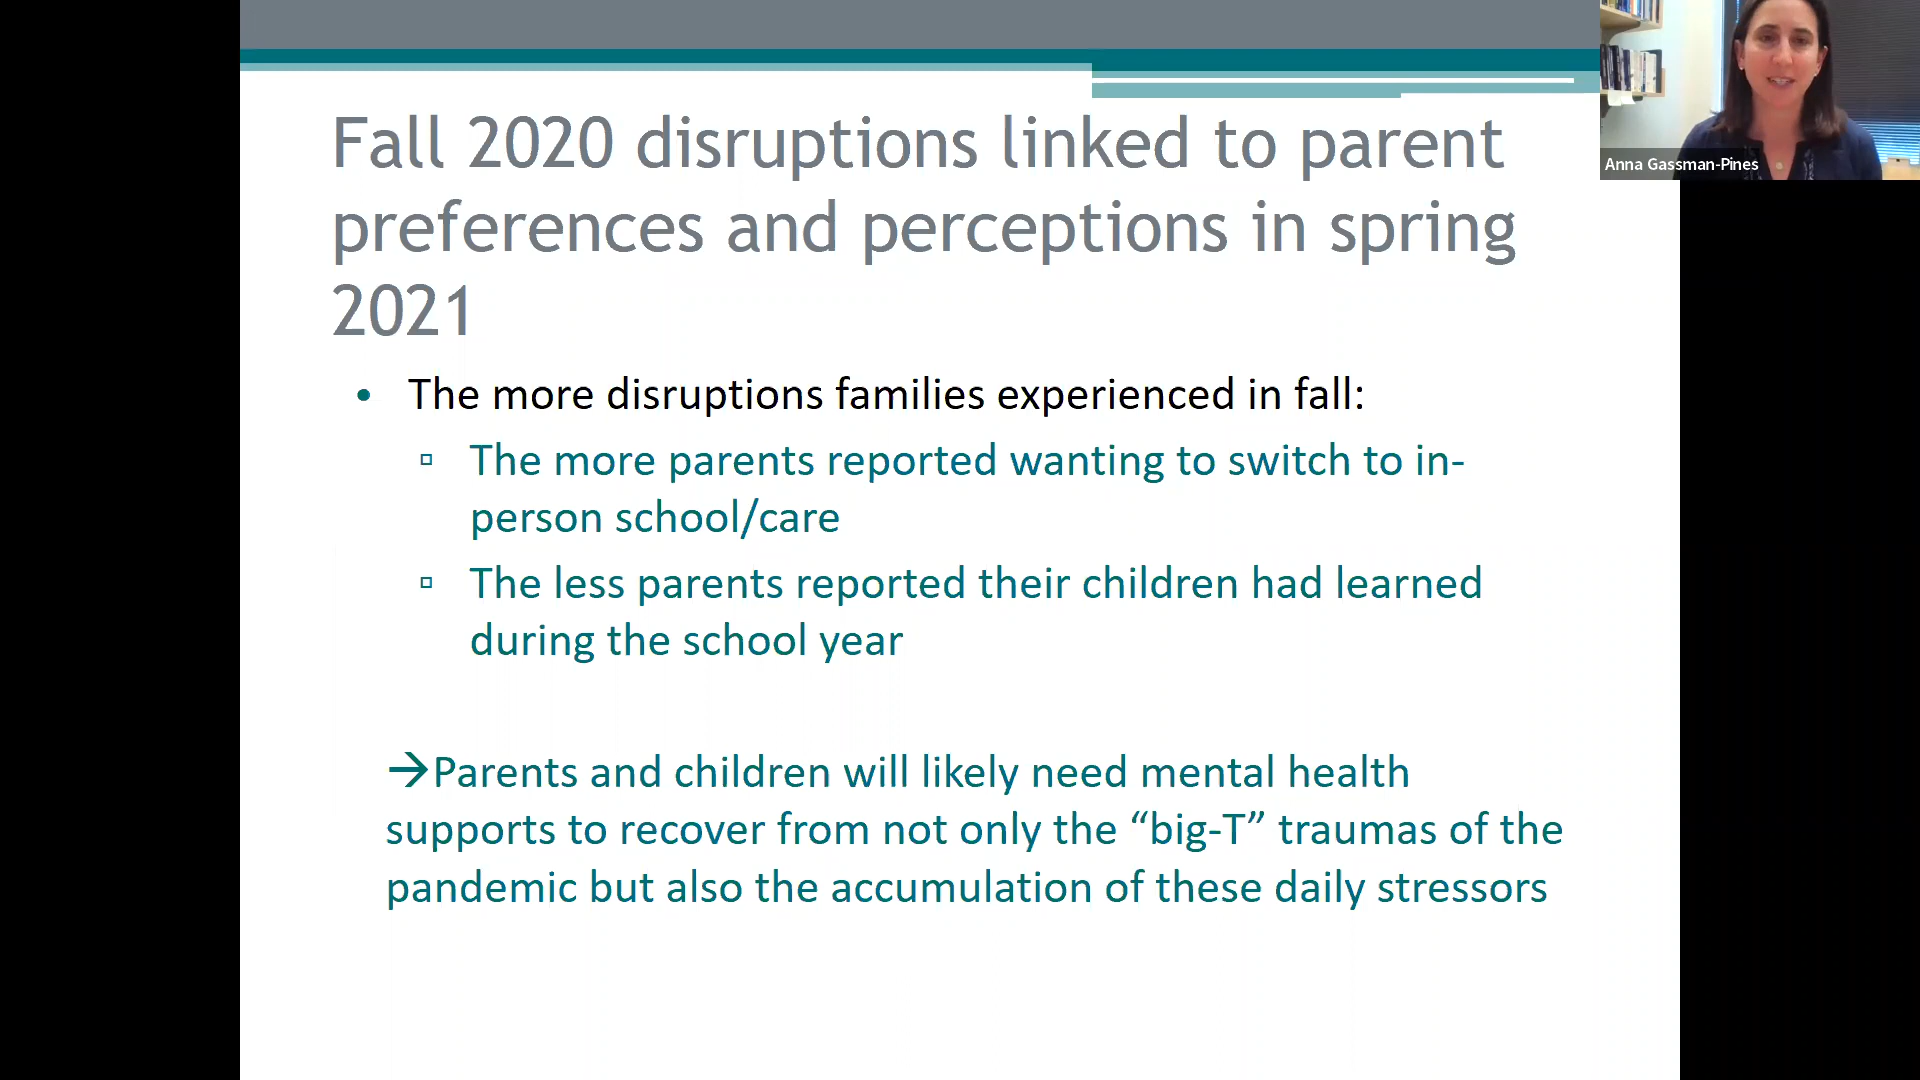 Fall 2020 disruptions linked to parent
preferences and perceptions in spring
2021
• The more disruptions families experienced in fall:
▫ The more parents reported wanting to switch to in-
person school/care
▫ The less parents reported their children had learned
during the school year
→Parents and children will likely need mental health
supports to recover from not only the “big-T” traumas of the
pandemic but also the accumulation of these daily stressors
Anna Gassman-Pines